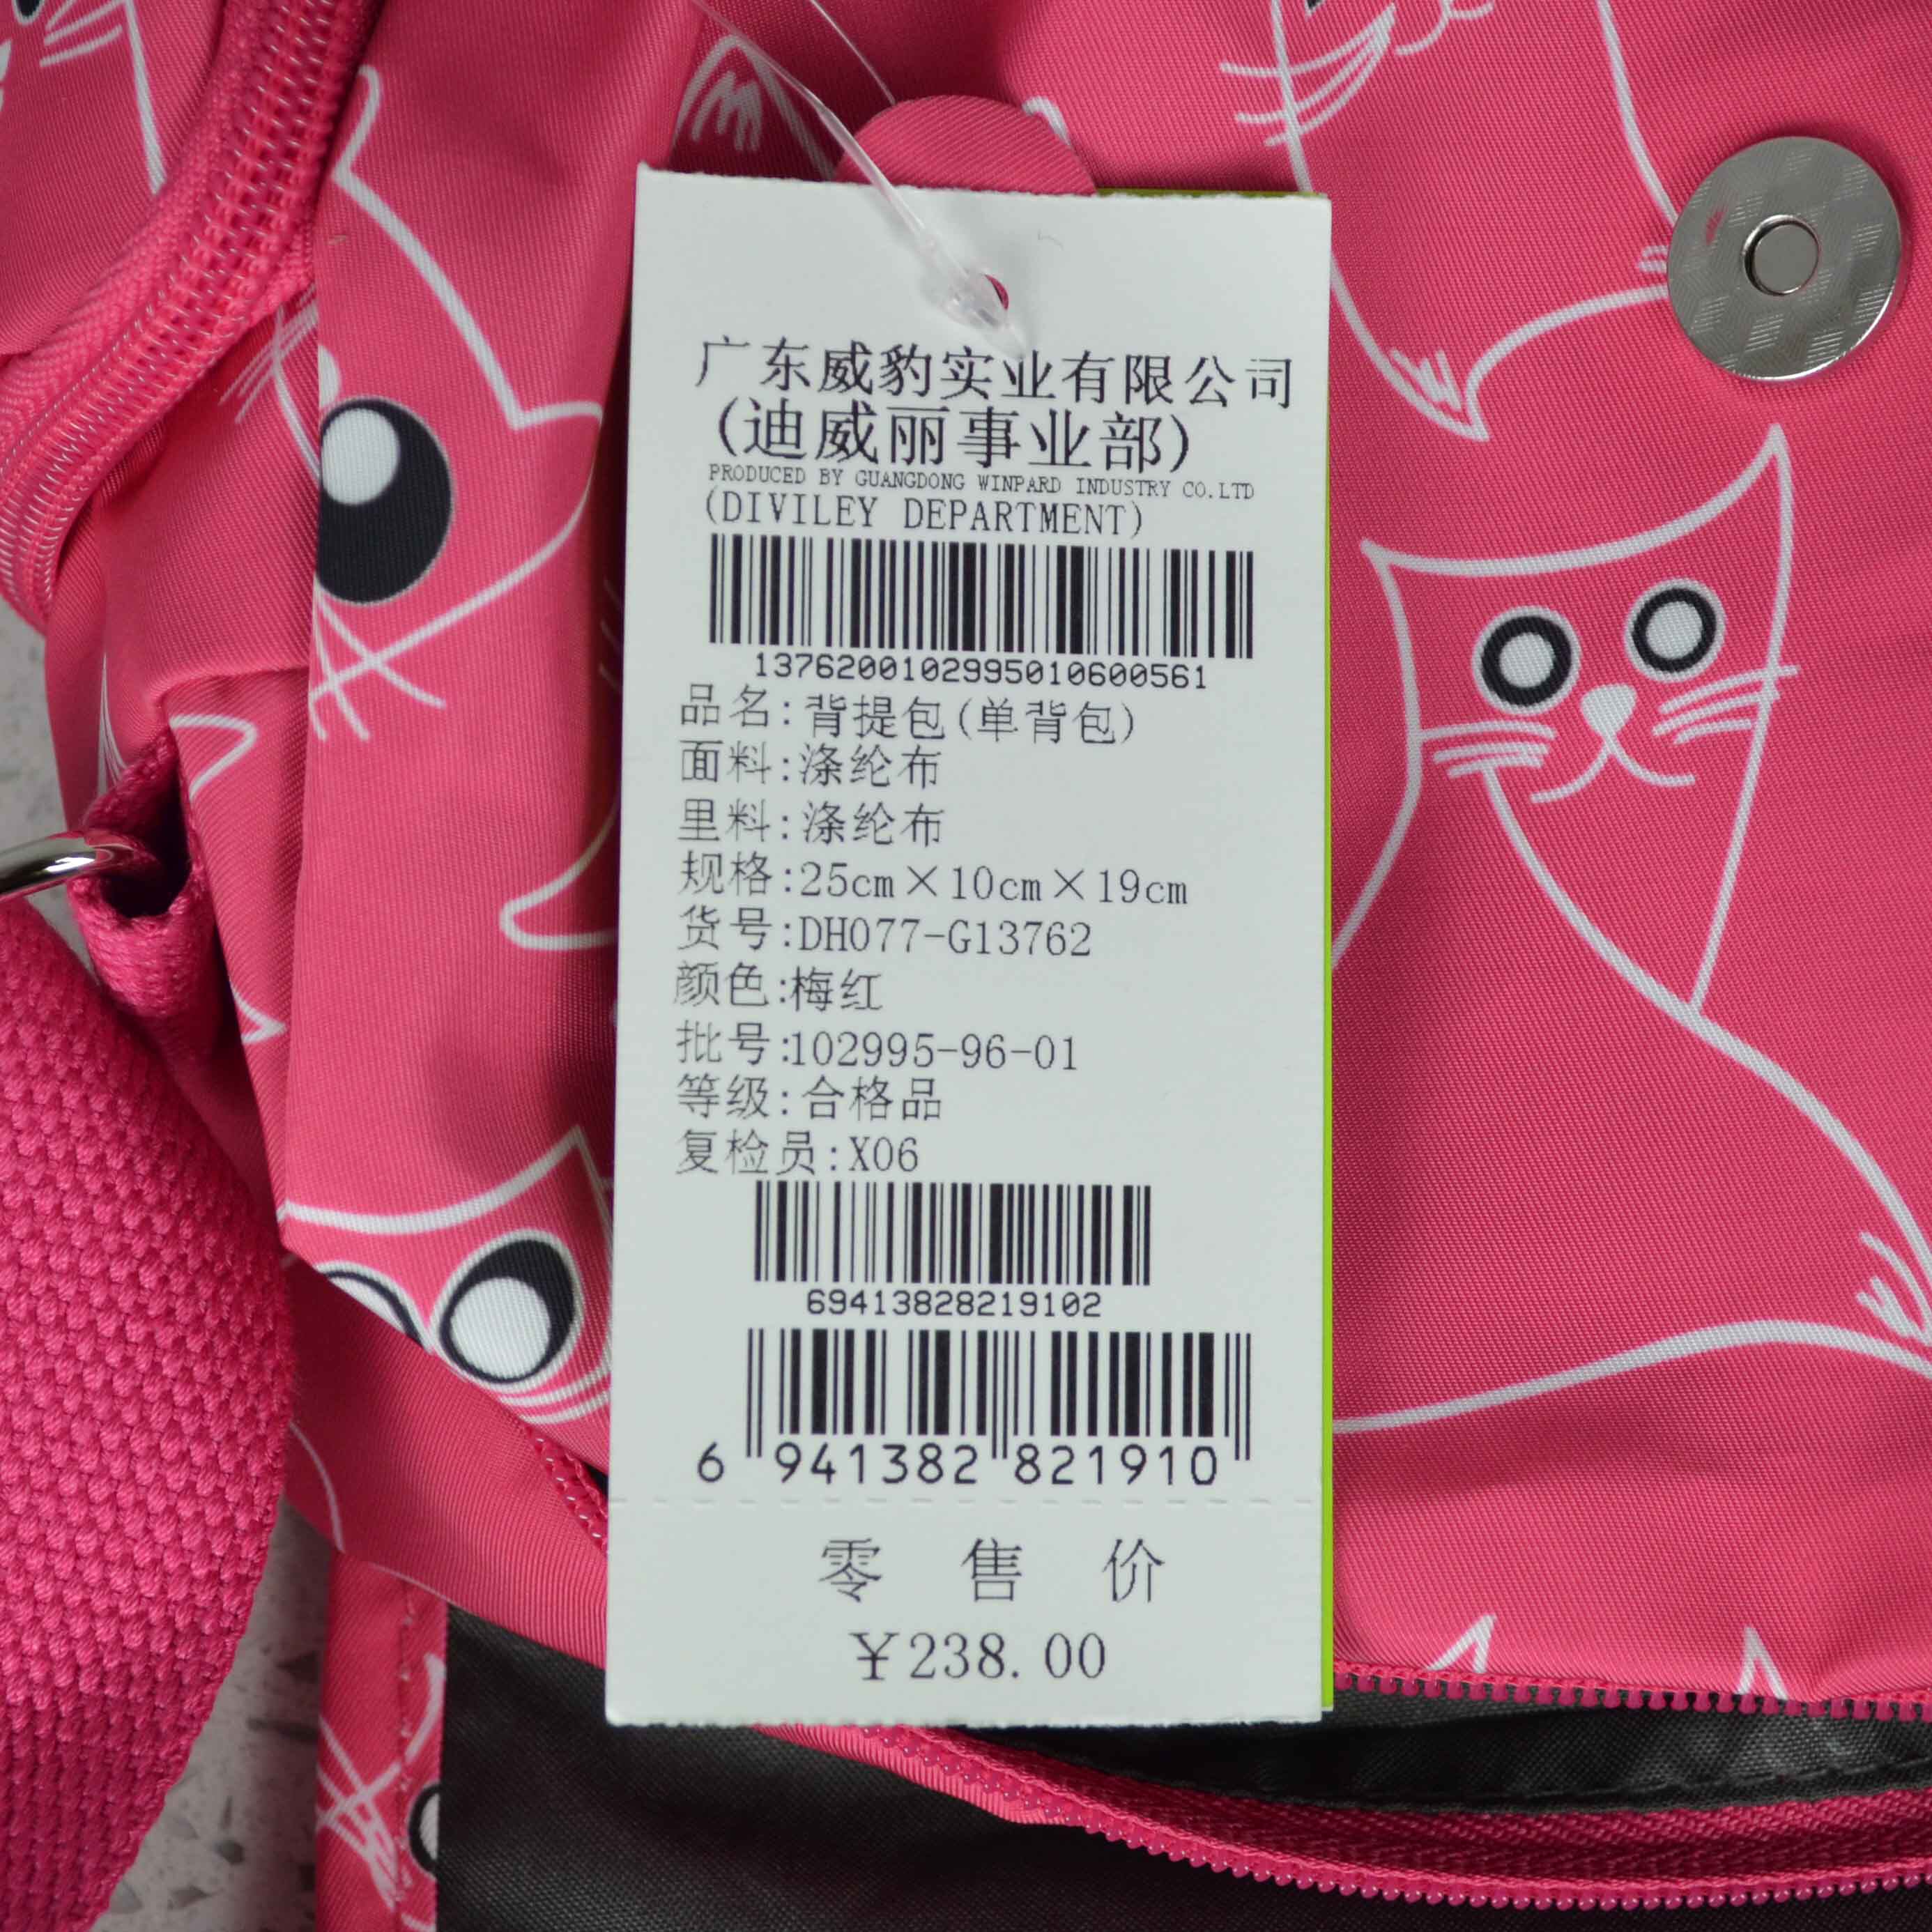 广东威豹实业有限公司
(迪威丽事业部)
PRODUCED BY GUANGDONG WINPARD INDUSTRY CO.LTD
(DIVILEY DEPARTMENT)
1376200102995010600561
品名:背提包(单背包)
面料:涤纶布
里料:涤纶布
规格:25cm×10cm×19cm
货号:DH077-G13762
颜色:梅红
批号:102995-96-01
等级:合格品
复检员:X06
69413828219102
6 941382 821910
零 售 价
¥238.00